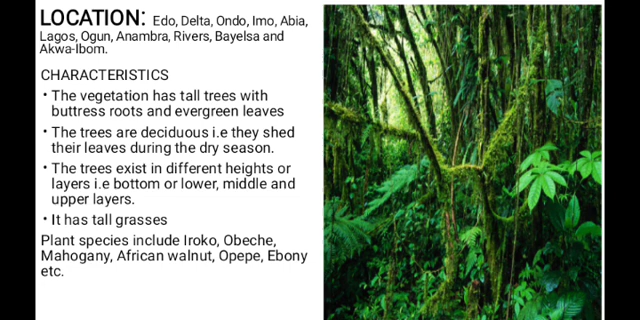 LOCATION: Edo, Delta, Ondo, Imo, Abia,
Lagos, Ogun, Anambra, Rivers, Bayelsa and
Akwa-Ibom.
CHARACTERISTICS
• The vegetation has tall trees with
buttress roots and evergreen leaves
• The trees are deciduous i.e they shed
their leaves during the dry season.
• The trees exist in different heights or
layers i.e bottom or lower, middle and
upper layers.
• It has tall grasses
Plant species include Iroko, Obeche,
Mahogany, African walnut, Opepe, Ebony
etc.